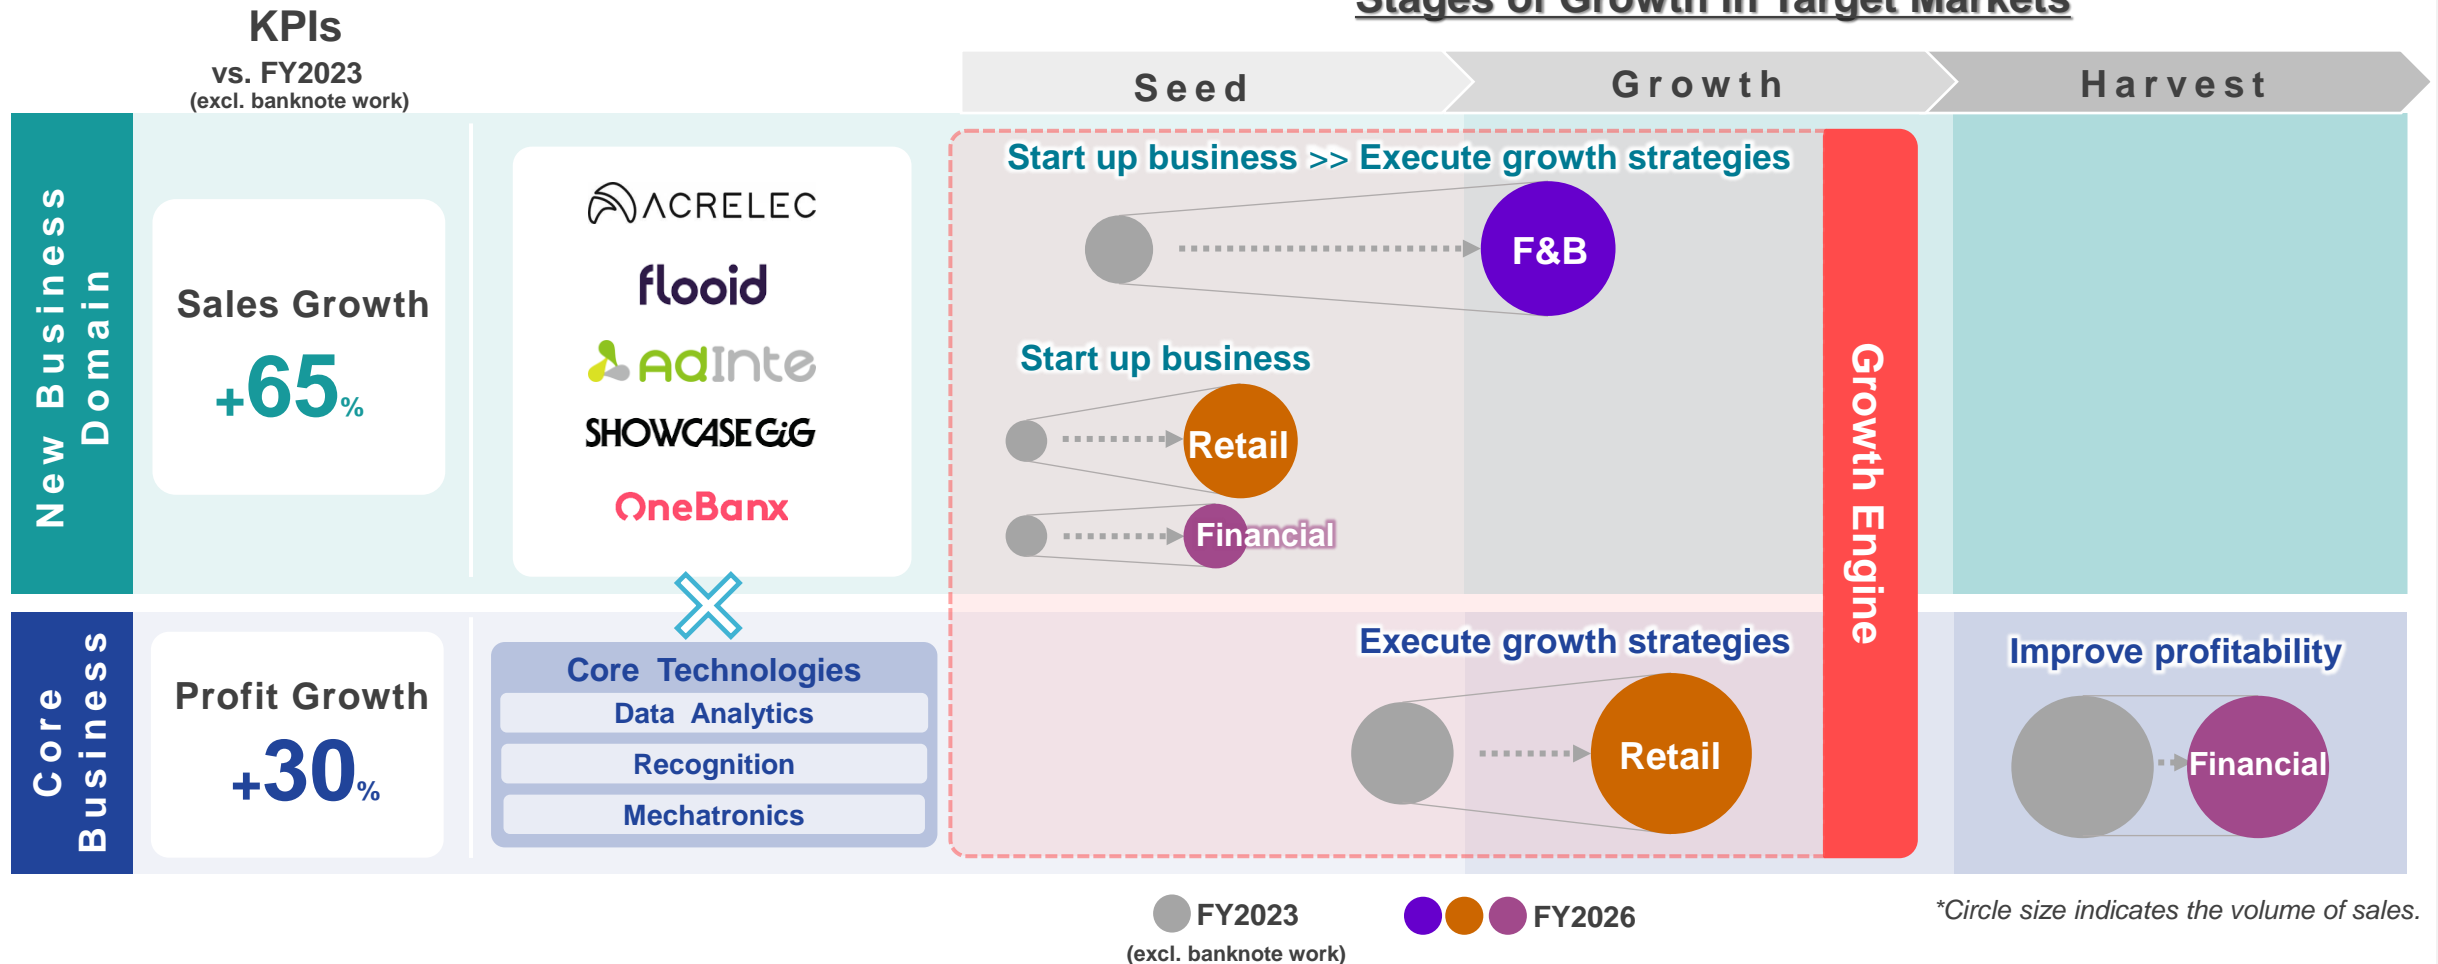 Stages of Growth in Target Markets
KPIs
vs. FY2023
(excl. banknote work)
Seed
Growth
Harvest
New Business
Domain
Sales Growth
+65%
ACRELEC
flooid
AdInte
SHOWCASE GiG
OneBanx
Start up business >> Execute growth strategies
F&B
Start up business
Retail
Financial
Growth Engine
Core
Business
Profit Growth
+30%
Core Technologies
Data Analytics
Recognition
Mechatronics
Execute growth strategies
Retail
Improve profitability
Financial
FY2023
(excl. banknote work)
FY2026
*Circle size indicates the volume of sales.